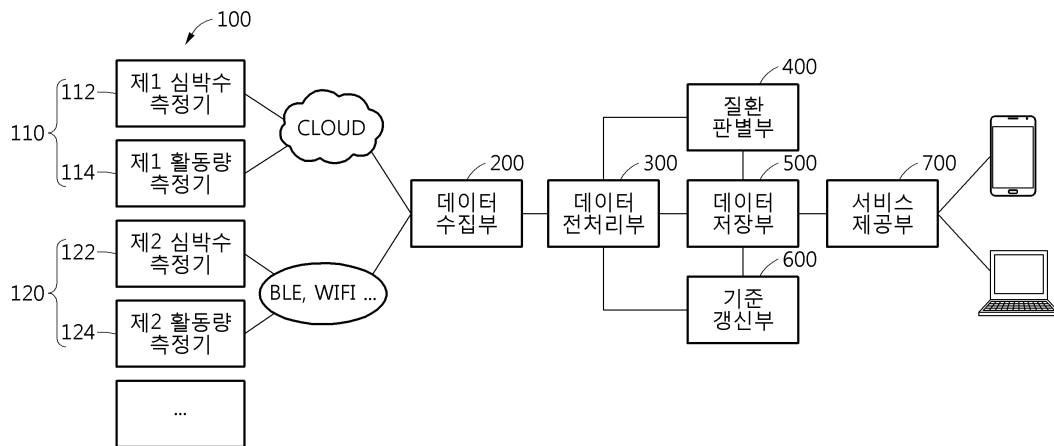 100
제1 심박수
측정기
112
110
제1 활동량
측정기
114
CLOUD
제2 심박수
측정기
122
120
제2 활동량
측정기
124
BLE, WIFI ...
...
데이터
수집부
200
데이터
전처리부
300
질환
판별부
400
데이터
저장부
500
기준
갱신부
600
서비스
제공부
700